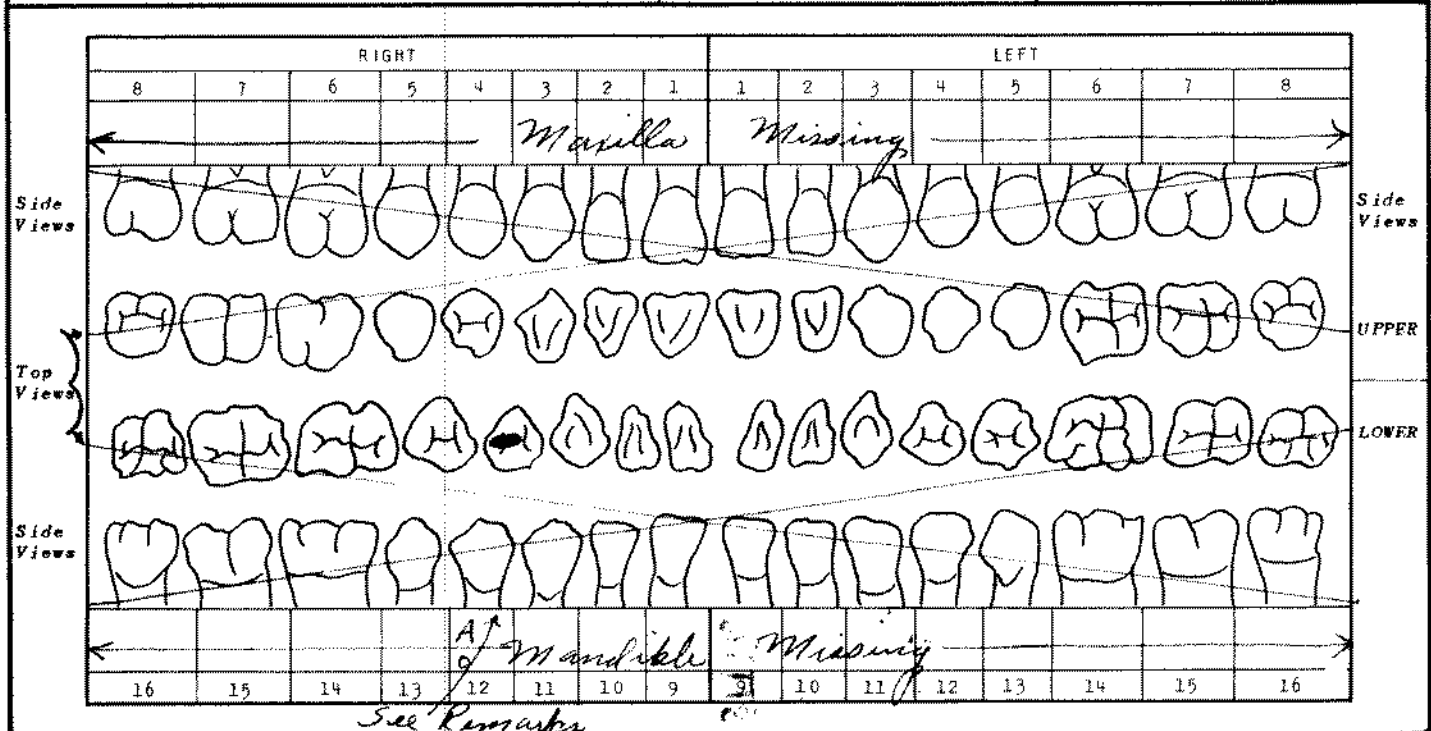 RIGHT LEFT
8 7 6 5 4 3 2 1 1 2 3 4 5 6 7 8
Maxilla Missing
Side Views Side Views
UPPER
Top Views
LOWER
Side Views
A Mandible Missing
O
16 15 14 13 12 11 10 9 9 10 11 12 13 14 15 16
See Remarks